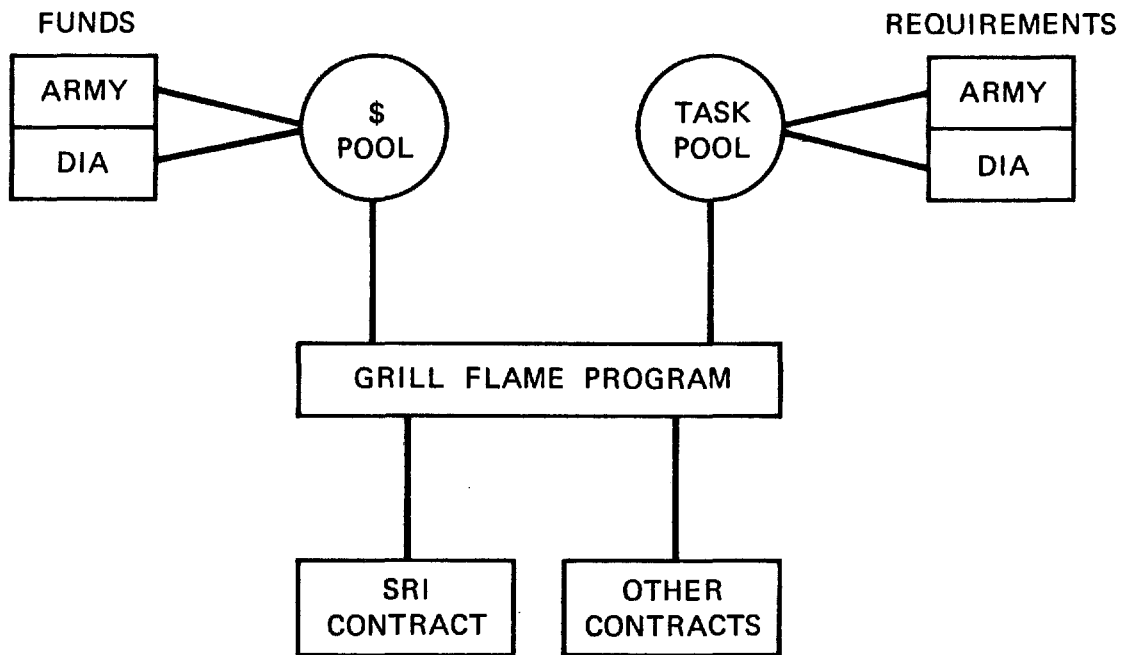 FUNDS
REQUIREMENTS
ARMY
DIA
$
POOL
TASK
POOL
ARMY
DIA
GRILL FLAME PROGRAM
SRI
CONTRACT
OTHER
CONTRACTS